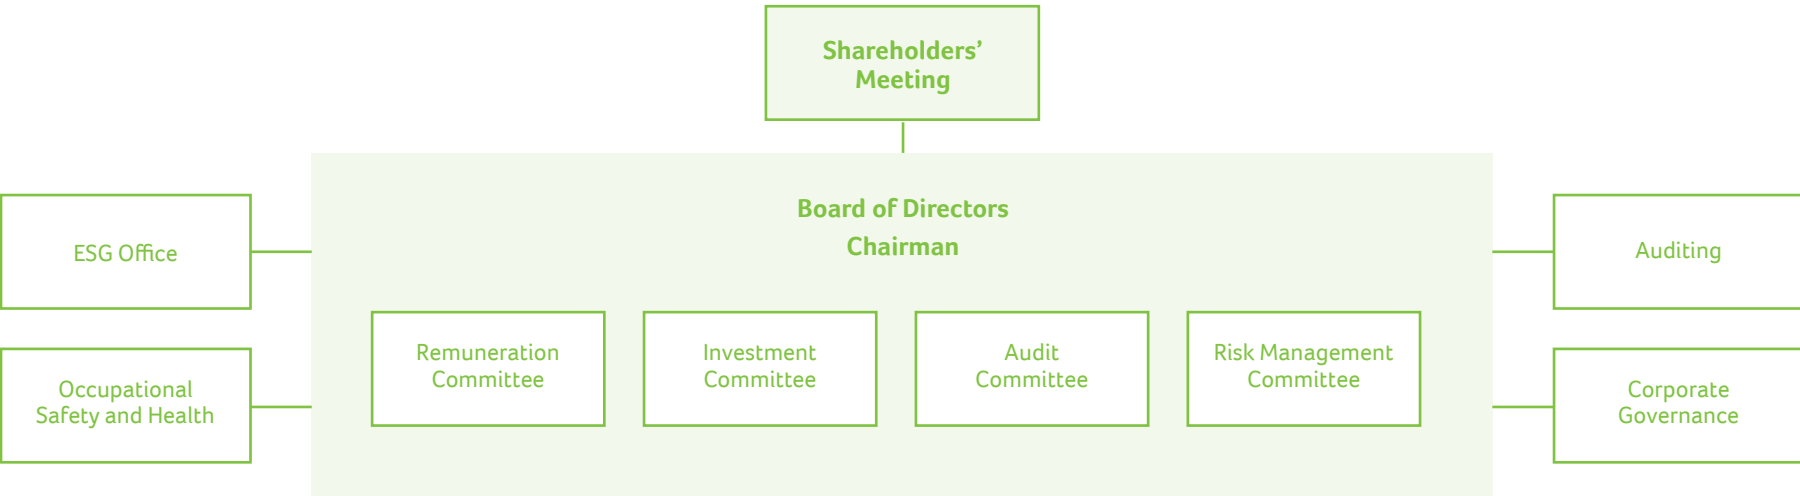 Shareholders’
Meeting
Board of Directors
Chairman
ESG Office
Auditing
Remuneration
Committee
Investment
Committee
Audit
Committee
Risk Management
Committee
Occupational
Safety and Health
Corporate
Governance